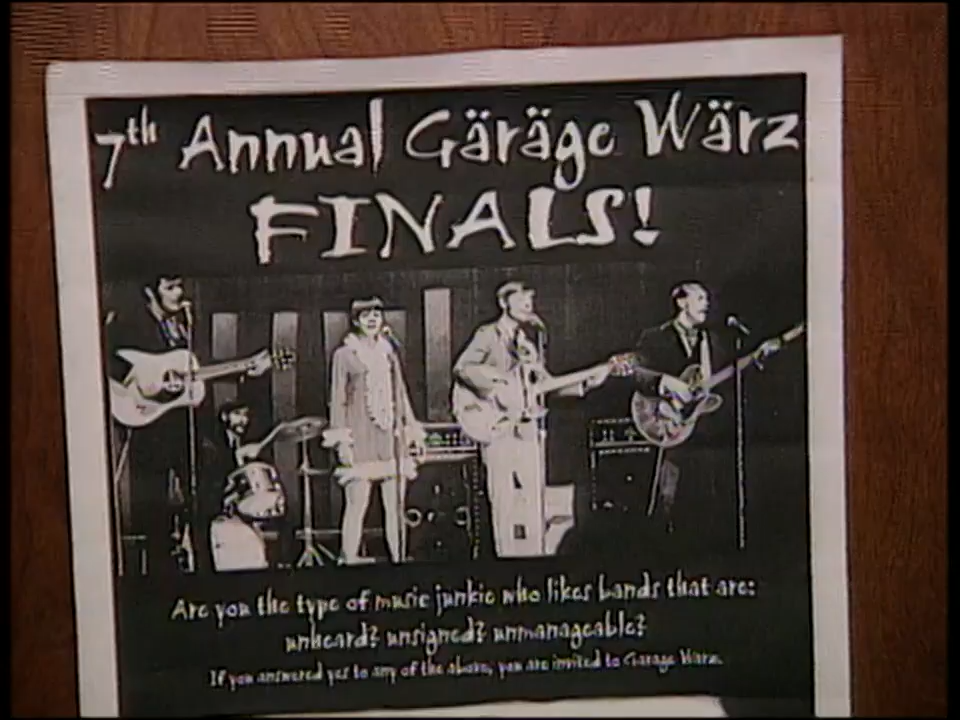 7th Annual Gäräge Wärz
FINALS!
Are you the type of music junkie who likes bands that are:
unheard? unsigned? unmanageable?
If you answered yes to any of the above, you are invited to Garage Warz.